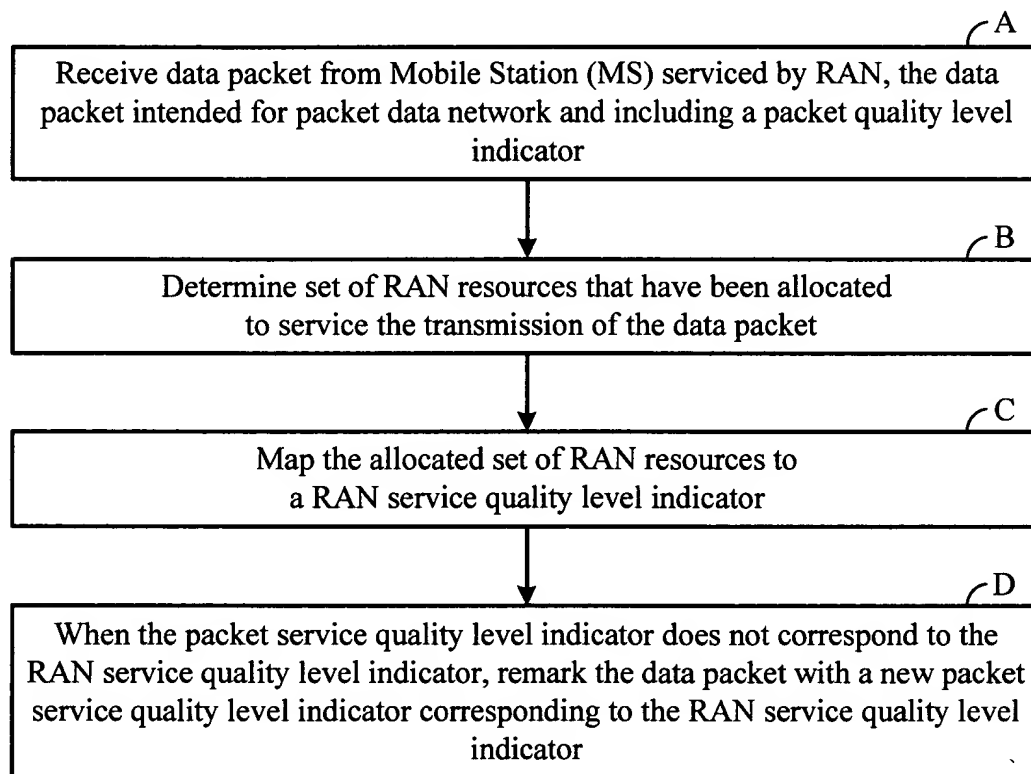 A
Receive data packet from Mobile Station (MS) serviced by RAN, the data
packet intended for packet data network and including a packet quality level
indicator
B
Determine set of RAN resources that have been allocated
to service the transmission of the data packet
C
Map the allocated set of RAN resources to
a RAN service quality level indicator
D
When the packet service quality level indicator does not correspond to the
RAN service quality level indicator, remark the data packet with a new packet
service quality level indicator corresponding to the RAN service quality level
indicator